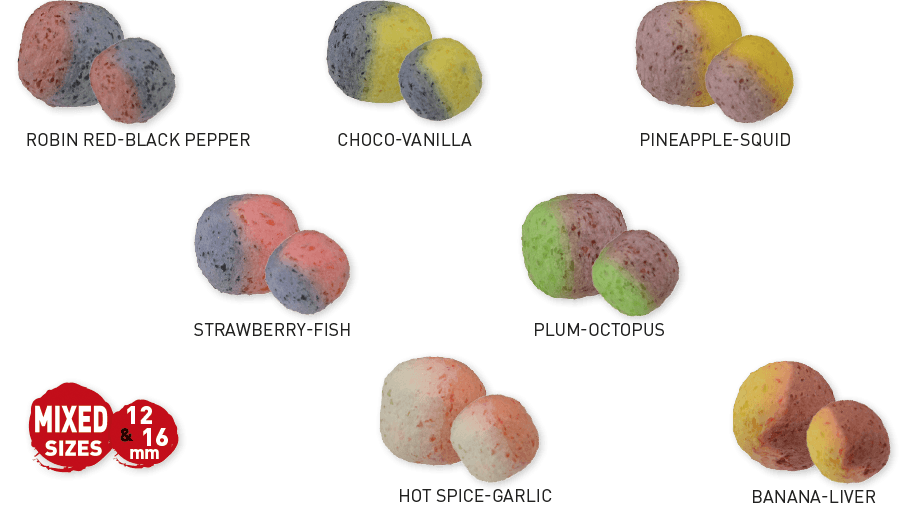 ROBIN RED-BLACK PEPPER
CHOCO-VANILLA
PINEAPPLE-SQUID
STRAWBERRY-FISH
PLUM-OCTOPUS
MIXED
SIZES
12
& 16
mm
HOT SPICE-GARLIC
BANANA-LIVER